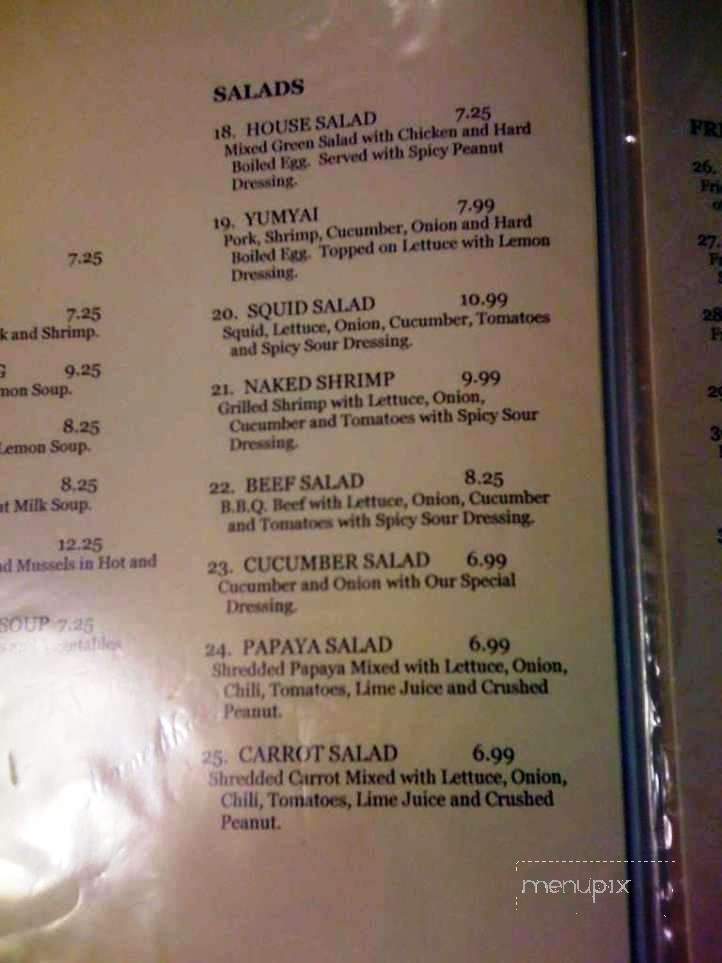 7.25
7.25
k and Shrimp.
G 9.25
mon Soup.
8.25
Lemon Soup.
8.25
ut Milk Soup.
12.25
nd Mussels in Hot and
SOUP 7.25
SALADS
18. HOUSE SALAD 7.25
Mixed Green Salad with Chicken and Hard
Boiled Egg. Served with Spicy Peanut
Dressing.
19. YUMYAI 7.99
Pork, Shrimp, Cucumber, Onion and Hard
Boiled Egg. Topped on Lettuce with Lemon
Dressing.
20. SQUID SALAD 10.99
Squid, Lettuce, Onion, Cucumber, Tomatoes
and Spicy Sour Dressing.
21. NAKED SHRIMP 9.99
Grilled Shrimp with Lettuce, Onion,
Cucumber and Tomatoes with Spicy Sour
Dressing.
22. BEEF SALAD 8.25
B.B.Q. Beef with Lettuce, Onion, Cucumber
and Tomatoes with Spicy Sour Dressing.
23. CUCUMBER SALAD 6.99
Cucumber and Onion with Our Special
Dressing.
24. PAPAYA SALAD 6.99
Shredded Papaya Mixed with Lettuce, Onion,
Chili, Tomatoes, Lime Juice and Crushed
Peanut.
25. CARROT SALAD 6.99
Shredded Carrot Mixed with Lettuce, Onion,
Chili, Tomatoes, Lime Juice and Crushed
Peanut.
FRI
26.
Fri
27.
28
29
menupix